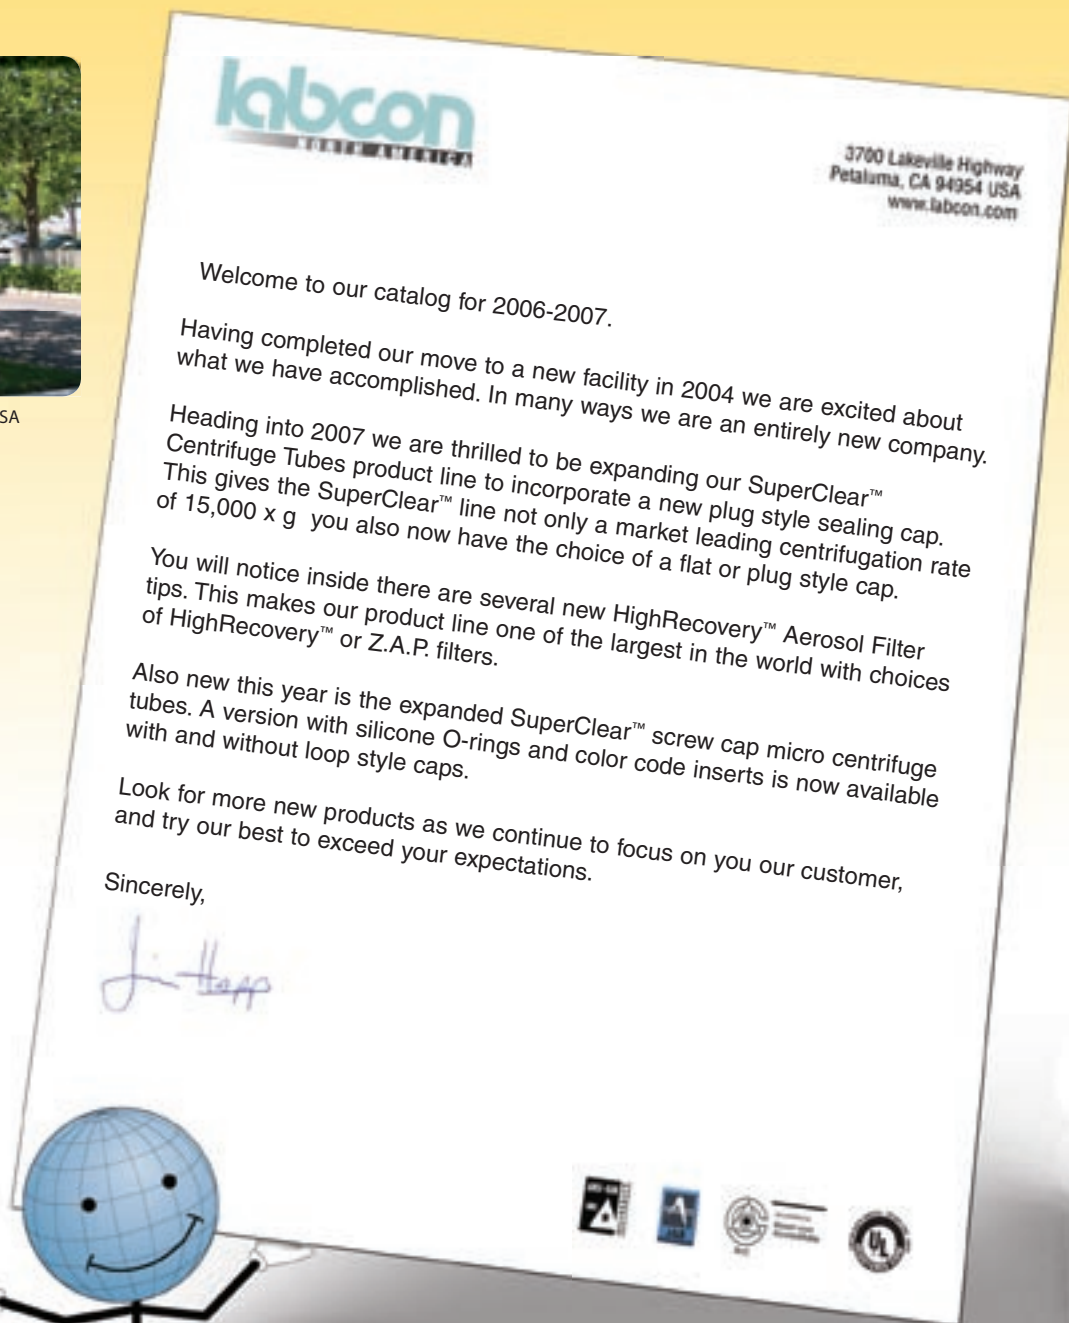 labcon
NORTH AMERICA
3700 Lakeville Highway
Petaluma, CA 94954 USA
www.labcon.com
SA
Welcome to our catalog for 2006-2007.
Having completed our move to a new facility in 2004 we are excited about
what we have accomplished. In many ways we are an entirely new company.
Heading into 2007 we are thrilled to be expanding our SuperClear™
Centrifuge Tubes product line to incorporate a new plug style sealing cap.
This gives the SuperClear™ line not only a market leading centrifugation rate
of 15,000 x g  you also now have the choice of a flat or plug style cap.
You will notice inside there are several new HighRecovery™ Aerosol Filter
tips. This makes our product line one of the largest in the world with choices
of HighRecovery™ or Z.A.P. filters.
Also new this year is the expanded SuperClear™ screw cap micro centrifuge
tubes. A version with silicone O-rings and color code inserts is now available
with and without loop style caps.
Look for more new products as we continue to focus on you our customer,
and try our best to exceed your expectations.
Sincerely,
Jim Happ
UL